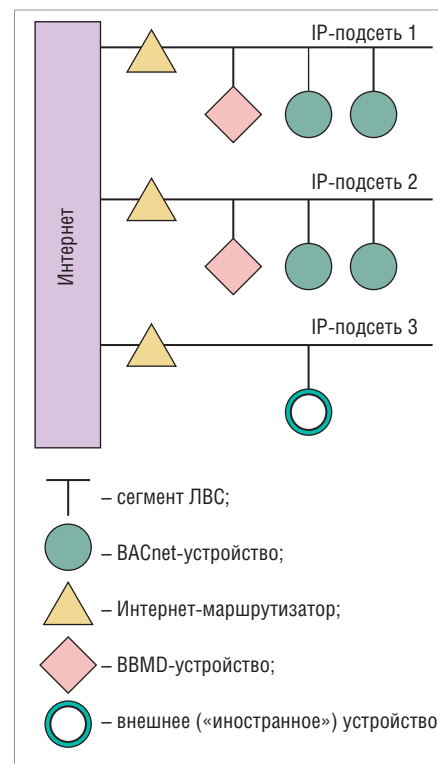 IP-подсеть 1
IP-подсеть 2
Интернет
IP-подсеть 3
– сегмент ЛВС;
– BACnet-устройство;
– Интернет-маршрутизатор;
– BBMD-устройство;
– внешнее («иностранное») устройство